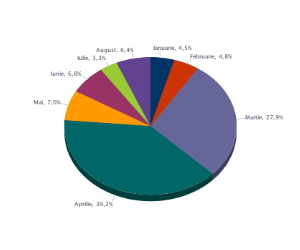 August, 6,4%
Ianuarie, 4,5%
Iulie, 3,3%
Februarie, 4,8%
Iunie, 6,8%
Mai, 7,0%
Martie, 27,9%
Aprilie, 39,2%